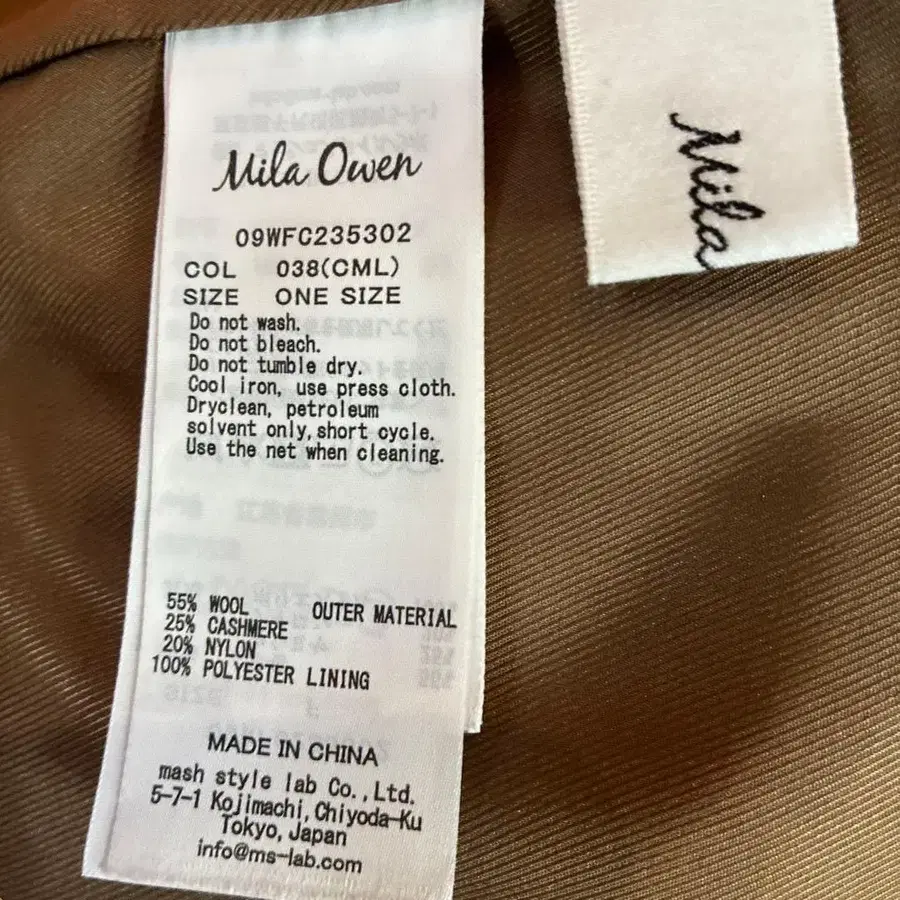 Mila Owen
09WFC235302
COL 038(CML)
SIZE ONE SIZE
Do not wash.
Do not bleach.
Do not tumble dry.
Cool iron, use press cloth.
Dryclean, petroleum
solvent only, short cycle.
Use the net when cleaning.
55% WOOL OUTER MATERIAL
25% CASHMERE
20% NYLON
100% POLYESTER LINING
MADE IN CHINA
mash style lab Co.,Ltd.
5-7-1 Kojimachi, Chiyoda-Ku
Tokyo, Japan
info@ms-lab.com
Mila